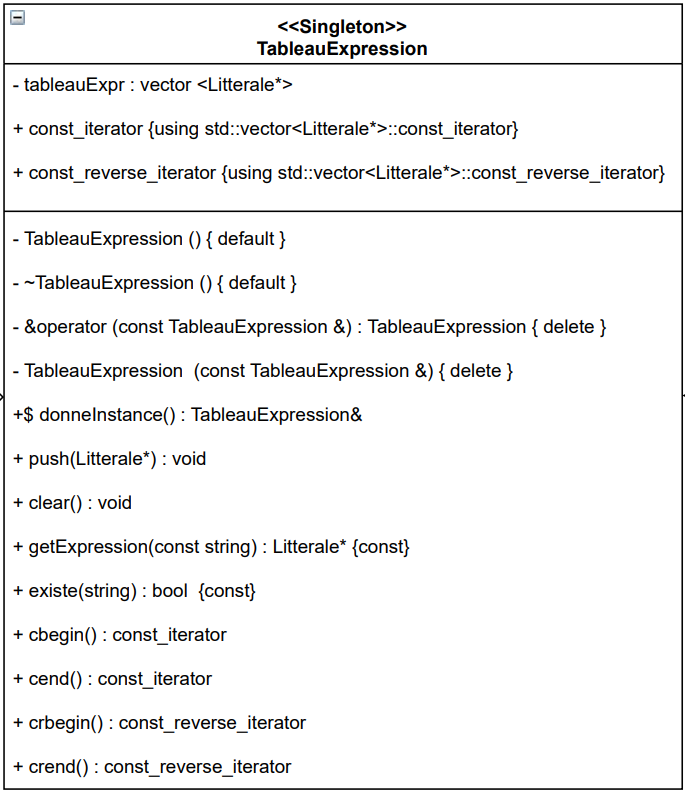 <<Singleton>>
TableauExpression
- tableauExpr : vector <Litterale*>
+ const_iterator {using std::vector<Litterale*>::const_iterator}
+ const_reverse_iterator {using std::vector<Litterale*>::const_reverse_iterator}
- TableauExpression () { default }
- ~TableauExpression () { default }
- &operator (const TableauExpression &) : TableauExpression { delete }
- TableauExpression  (const TableauExpression &) { delete }
+$ donneInstance() : TableauExpression&
+ push(Litterale*) : void
+ clear() : void
+ getExpression(const string) : Litterale* {const}
+ existe(string) : bool  {const}
+ cbegin() : const_iterator
+ cend() : const_iterator
+ crbegin() : const_reverse_iterator
+ crend() : const_reverse_iterator